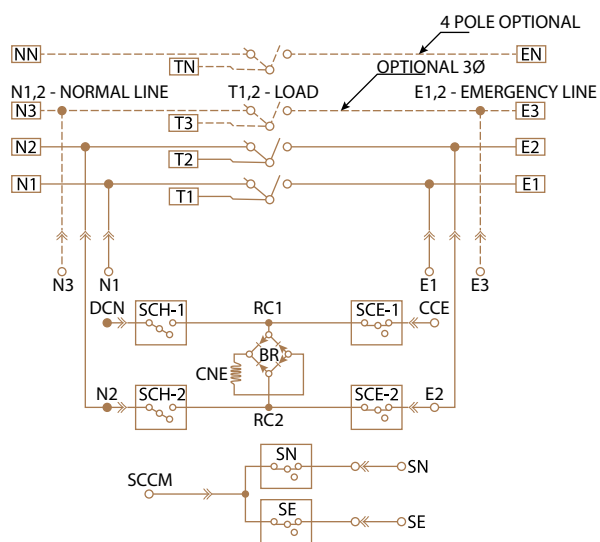 4 POLE OPTIONAL
NN
EN
TN
OPTIONAL 3Ø
N1,2 - NORMAL LINE
T1,2 - LOAD
E1,2 - EMERGENCY LINE
N3
E3
T3
N2
E2
T2
N1
E1
T1
N3
N1
E1
E3
DCN
SCH-1
RC1
SCE-1
CCE
BR
CNE
N2
SCH-2
SCE-2
E2
RC2
SN
SN
SCCM
SE
SE